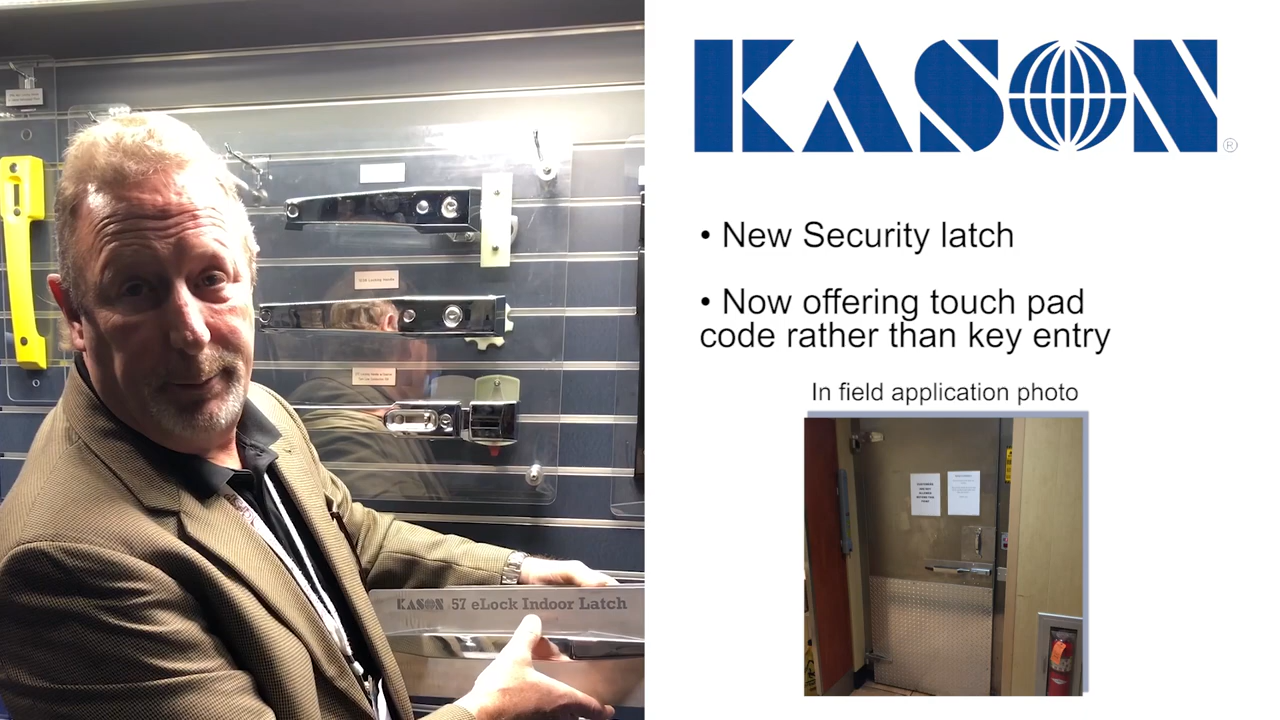 KASON®
• New Security latch
• Now offering touch pad
code rather than key entry
In field application photo
KASON 57 eLock Indoor Latch